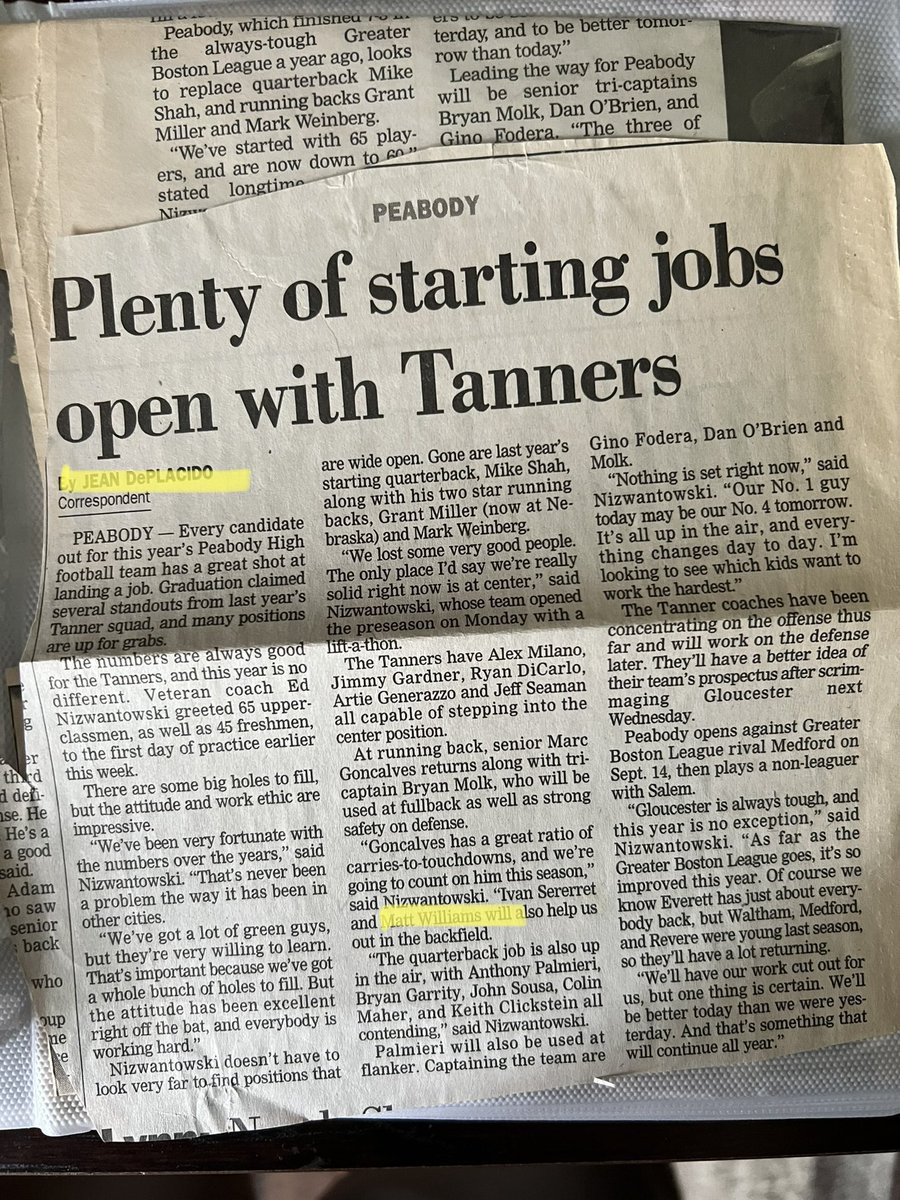 Peabody, which finished
the always-tough Greater
Boston League a year ago, looks
to replace quarterback Mike
Shah, and running backs Grant
Miller and Mark Weinberg.
“We've started with 65 play-
ers, and are now down to 60,”
stated longtime
terday, and to be better tomor-
row than today.”
Leading the way for Peabody
will be senior tri-captains
Bryan Molk, Dan O'Brien, and
Gino Fodera. “The three of
PEABODY
Plenty of starting jobs
open with Tanners
By JEAN DePLACIDO
Correspondent
PEABODY — Every candidate
out for this year's Peabody High
football team has a great shot at
landing a job. Graduation claimed
several standouts from last year's
Tanner squad, and many positions
are up for grabs.
The numbers are always good
for the Tanners, and this year is no
different. Veteran coach Ed
Nizwantowski greeted 65 upper-
classmen, as well as 45 freshmen,
to the first day of practice earlier
this week.
There are some big holes to fill,
but the attitude and work ethic are
impressive.
“We've been very fortunate with
the numbers over the years,” said
Nizwantowski. “That's never been
a problem the way it has been in
other cities.
“We've got a lot of green guys,
but they're very willing to learn.
That's important because we've got
a whole bunch of holes to fill. But
the attitude has been excellent
right off the bat, and everybody is
working hard.”
Nizwantowski doesn't have to
look very far to find positions that
are wide open. Gone are last year's
starting quarterback, Mike Shah,
along with his two star running
backs, Grant Miller (now at Ne-
braska) and Mark Weinberg.
“We lost some very good people.
The only place I'd say we're really
solid right now is at center,” said
Nizwantowski, whose team opened
the preseason on Monday with a
lift-a-thon.
The Tanners have Alex Milano,
Jimmy Gardner, Ryan DiCarlo,
Artie Generazzo and Jeff Seaman
all capable of stepping into the
center position.
At running back, senior Marc
Goncalves returns along with tri-
captain Bryan Molk, who will be
used at fullback as well as strong
safety on defense.
“Goncalves has a great ratio of
carries-to-touchdowns, and we're
going to count on him this season,”
said Nizwantowski. “Ivan Sererret
and Matt Williams will also help us
out in the backfield.
“The quarterback job is also up
in the air, with Anthony Palmieri,
Bryan Garrity, John Sousa, Colin
Maher, and Keith Clickstein all
contending,” said Nizwantowski.
Palmieri will also be used at
flanker. Captaining the team are
Gino Fodera, Dan O'Brien and
Molk.
“Nothing is set right now,” said
Nizwantowski. “Our No. 1 guy
today may be our No. 4 tomorrow.
It's all up in the air, and every-
thing changes day to day. I'm
looking to see which kids want to
work the hardest.”
The Tanner coaches have been
concentrating on the offense thus
far and will work on the defense
later. They'll have a better idea of
their team's prospectus after scrim-
maging Gloucester next
Wednesday.
Peabody opens against Greater
Boston League rival Medford on
Sept. 14, then plays a non-leaguer
with Salem.
“Gloucester is always tough, and
this year is no exception,” said
Nizwantowski. “As far as the
Greater Boston League goes, it's so
improved this year. Of course we
know Everett has just about every-
body back, but Waltham, Medford,
and Revere were young last season,
so they'll have a lot returning.
“We'll have our work cut out for
us, but one thing is certain. We'll
be better today than we were yes-
terday. And that's something that
will continue all year.”
third
He
He's a
a good
said.
Adam
to saw
senior
back
who